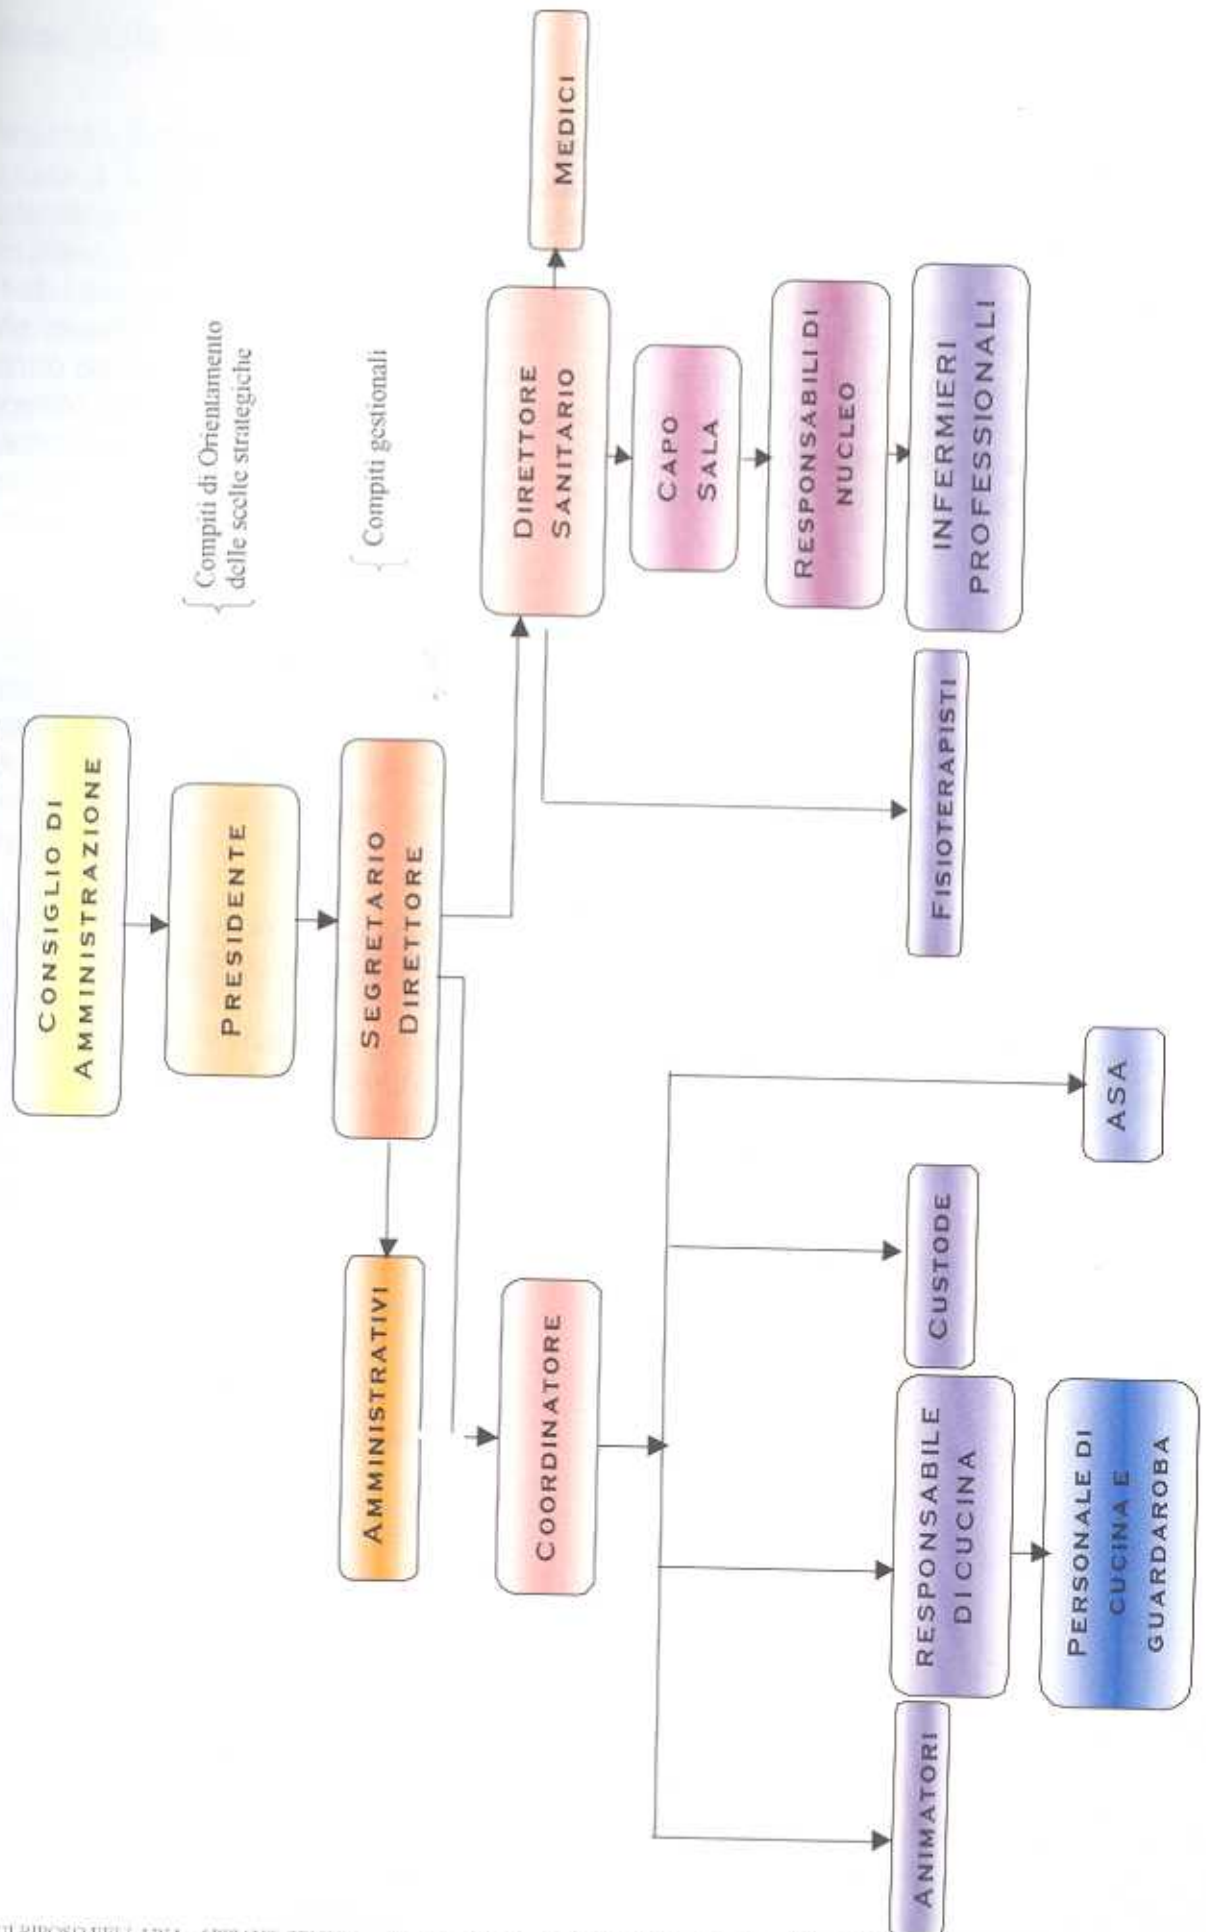 CONSIGLIO DI
AMMINISTRAZIONE
PRESIDENTE
Compiti di Orientamento
delle scelte strategiche
SEGRETARIO
DIRETTORE
Compiti gestionali
AMMINISTRATIVI
COORDINATORE
DIRETTORE
SANITARIO
MEDICI
CAPO
SALA
RESPONSABILI DI
NUCLEO
ANIMATORI
RESPONSABILE
DI CUCINA
CUSTODE
FISIOTERAPISTI
INFERMIERI
PROFESSIONALI
PERSONALE DI
CUCINA E
GUARDAROBA
ASA